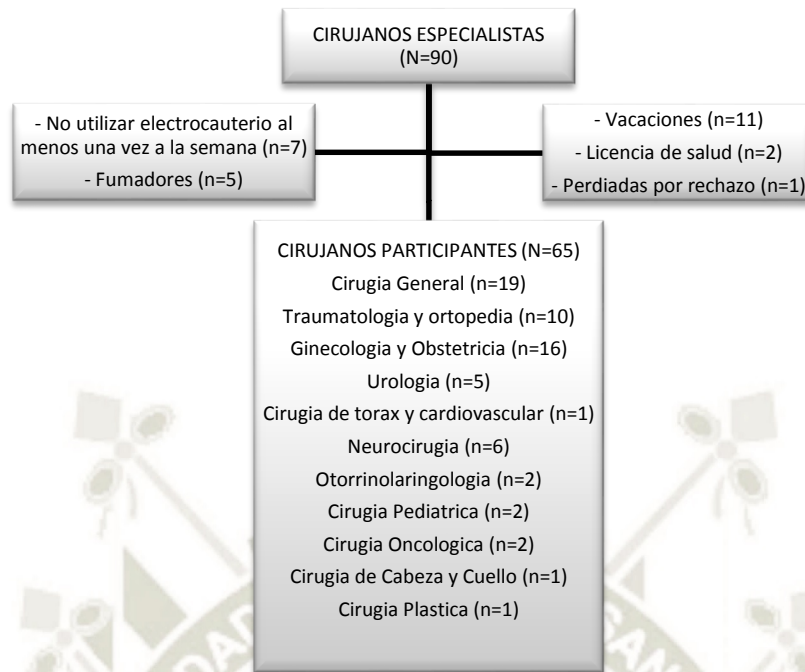 CIRUJANOS ESPECIALISTAS
(N=90)
- No utilizar electrocauterio al
menos una vez a la semana (n=7)
- Fumadores (n=5)
- Vacaciones (n=11)
- Licencia de salud (n=2)
- Perdiadas por rechazo (n=1)
CIRUJANOS PARTICIPANTES (N=65)
Cirugia General (n=19)
Traumatologia y ortopedia (n=10)
Ginecologia y Obstetricia (n=16)
Urologia (n=5)
Cirugia de torax y cardiovascular (n=1)
Neurocirugia (n=6)
Otorrinolaringologia (n=2)
Cirugia Pediatrica (n=2)
Cirugia Oncologica (n=2)
Cirugia de Cabeza y Cuello (n=1)
Cirugia Plastica (n=1)